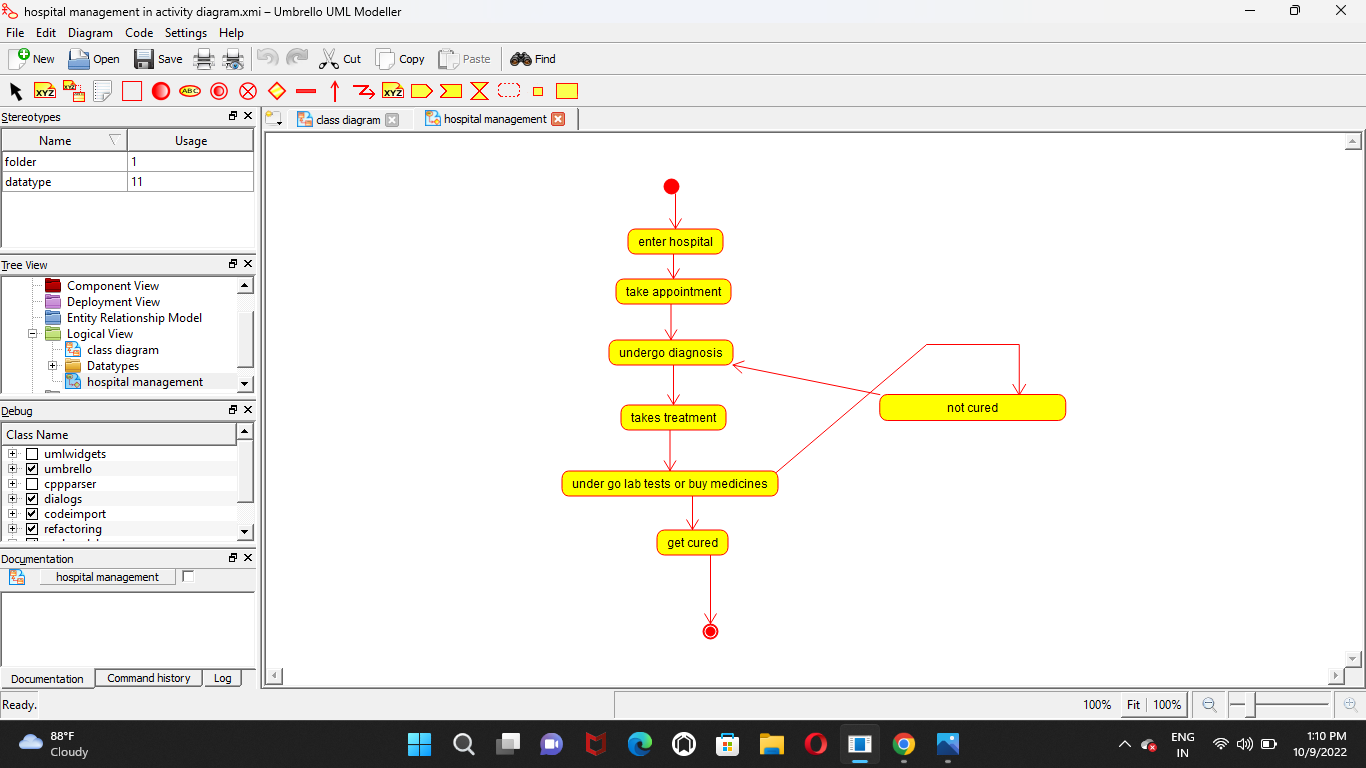 hospital management in activity diagram.xmi – Umbrello UML Modeller
File Edit Diagram Code Settings Help
New Open Save Cut Copy Paste Find
XYZ XYZ ABC XYZ
Stereotypes
Name Usage
folder 1
datatype 11
Tree View
Component View
Deployment View
Entity Relationship Model
Logical View
class diagram
Datatypes
hospital management
Debug
Class Name
umlwidgets
umbrello
cppparser
dialogs
codeimport
refactoring
Documentation
hospital management
Documentation Command history Log
class diagram hospital management
enter hospital
take appointment
undergo diagnosis
not cured
takes treatment
under go lab tests or buy medicines
get cured
Ready.
100% Fit 100%
88°F
Cloudy
ENG
IN
1:10 PM
10/9/2022